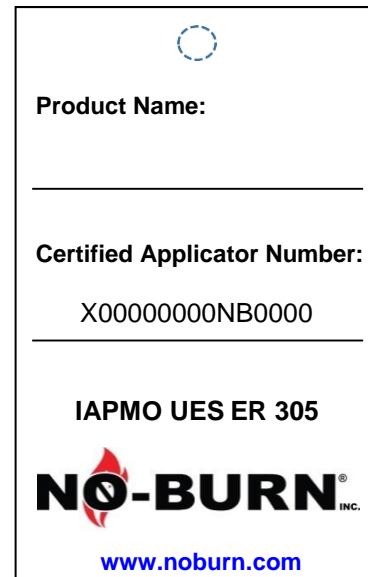 Product Name:
Certified Applicator Number:
X00000000NB0000
IAPMO UES ER 305
NO-BURN® INC.
www.noburn.com